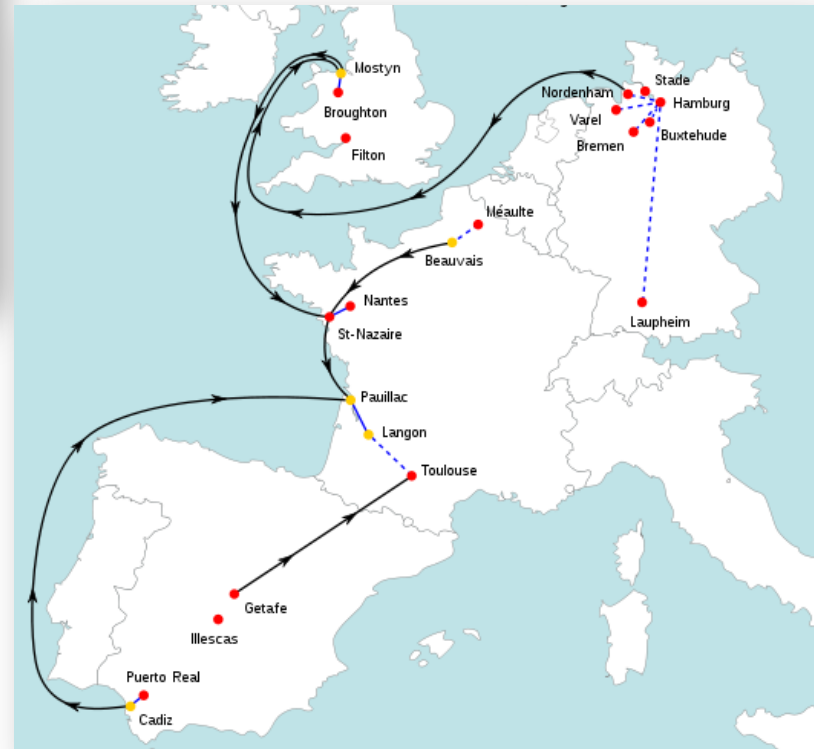 Mostyn
Stade
Nordenham
Hamburg
Broughton
Varel
Buxtehude
Bremen
Filton
Méaulte
Beauvais
Nantes
Laupheim
St-Nazaire
Pauillac
Langon
Toulouse
Getafe
Illescas
Puerto Real
Cadiz